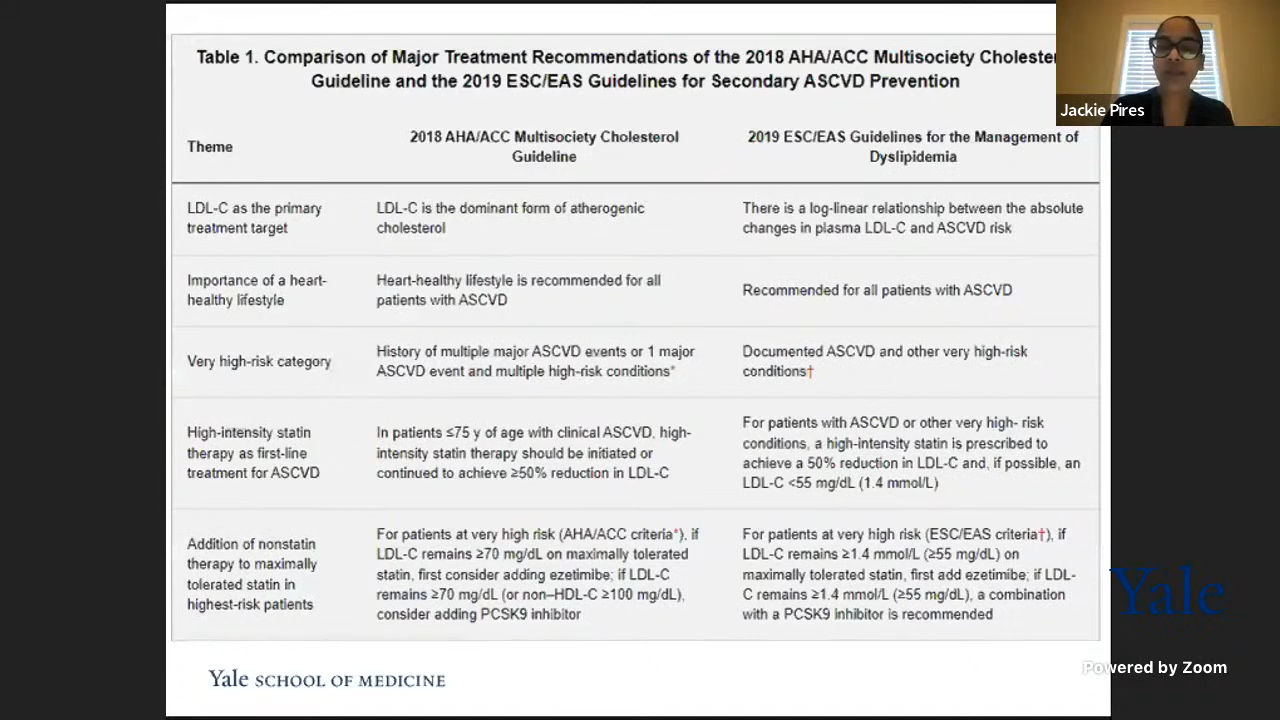 Table 1. Comparison of Major Treatment Recommendations of the 2018 AHA/ACC Multisociety
Guideline and the 2019 ESC/EAS Guidelines for Secondary ASCVD Prevention
Jackie Pires
Theme
2018 AHA/ACC Multisociety Cholesterol
Guideline
2019 ESC/EAS Guidelines for the Management of
Dyslipidemia
LDL-C as the primary
treatment target
LDL-C is the dominant form of atherogenic
cholesterol
There is a log-linear relationship between the absolute
changes in plasma LDL-C and ASCVD risk
Importance of a heart-
healthy lifestyle
Heart-healthy lifestyle is recommended for all
patients with ASCVD
Recommended for all patients with ASCVD
Very high-risk category
History of multiple major ASCVD events or 1 major
ASCVD event and multiple high-risk conditions*
Documented ASCVD and other very high-risk
conditions†
High-intensity statin
therapy as first-line
treatment for ASCVD
In patients ≤75 y of age with clinical ASCVD, high-
intensity statin therapy should be initiated or
continued to achieve ≥50% reduction in LDL-C
For patients with ASCVD or other very high- risk
conditions, a high-intensity statin is prescribed to
achieve a 50% reduction in LDL-C and, if possible, an
LDL-C <55 mg/dL (1.4 mmol/L)
Addition of nonstatin
therapy to maximally
tolerated statin in
highest-risk patients
For patients at very high risk (AHA/ACC criteria*), if
LDL-C remains ≥70 mg/dL on maximally tolerated
statin, first consider adding ezetimibe; if LDL-C
remains ≥70 mg/dL (or non–HDL-C ≥100 mg/dL),
consider adding PCSK9 inhibitor
For patients at very high risk (ESC/EAS criteria†), if
LDL-C remains ≥1.4 mmol/L (≥55 mg/dL) on
maximally tolerated statin, first add ezetimibe; if LDL-
C remains ≥1.4 mmol/L (≥55 mg/dL), a combination
with a PCSK9 inhibitor is recommended
Yale
Powered by Zoom
Yale SCHOOL OF MEDICINE